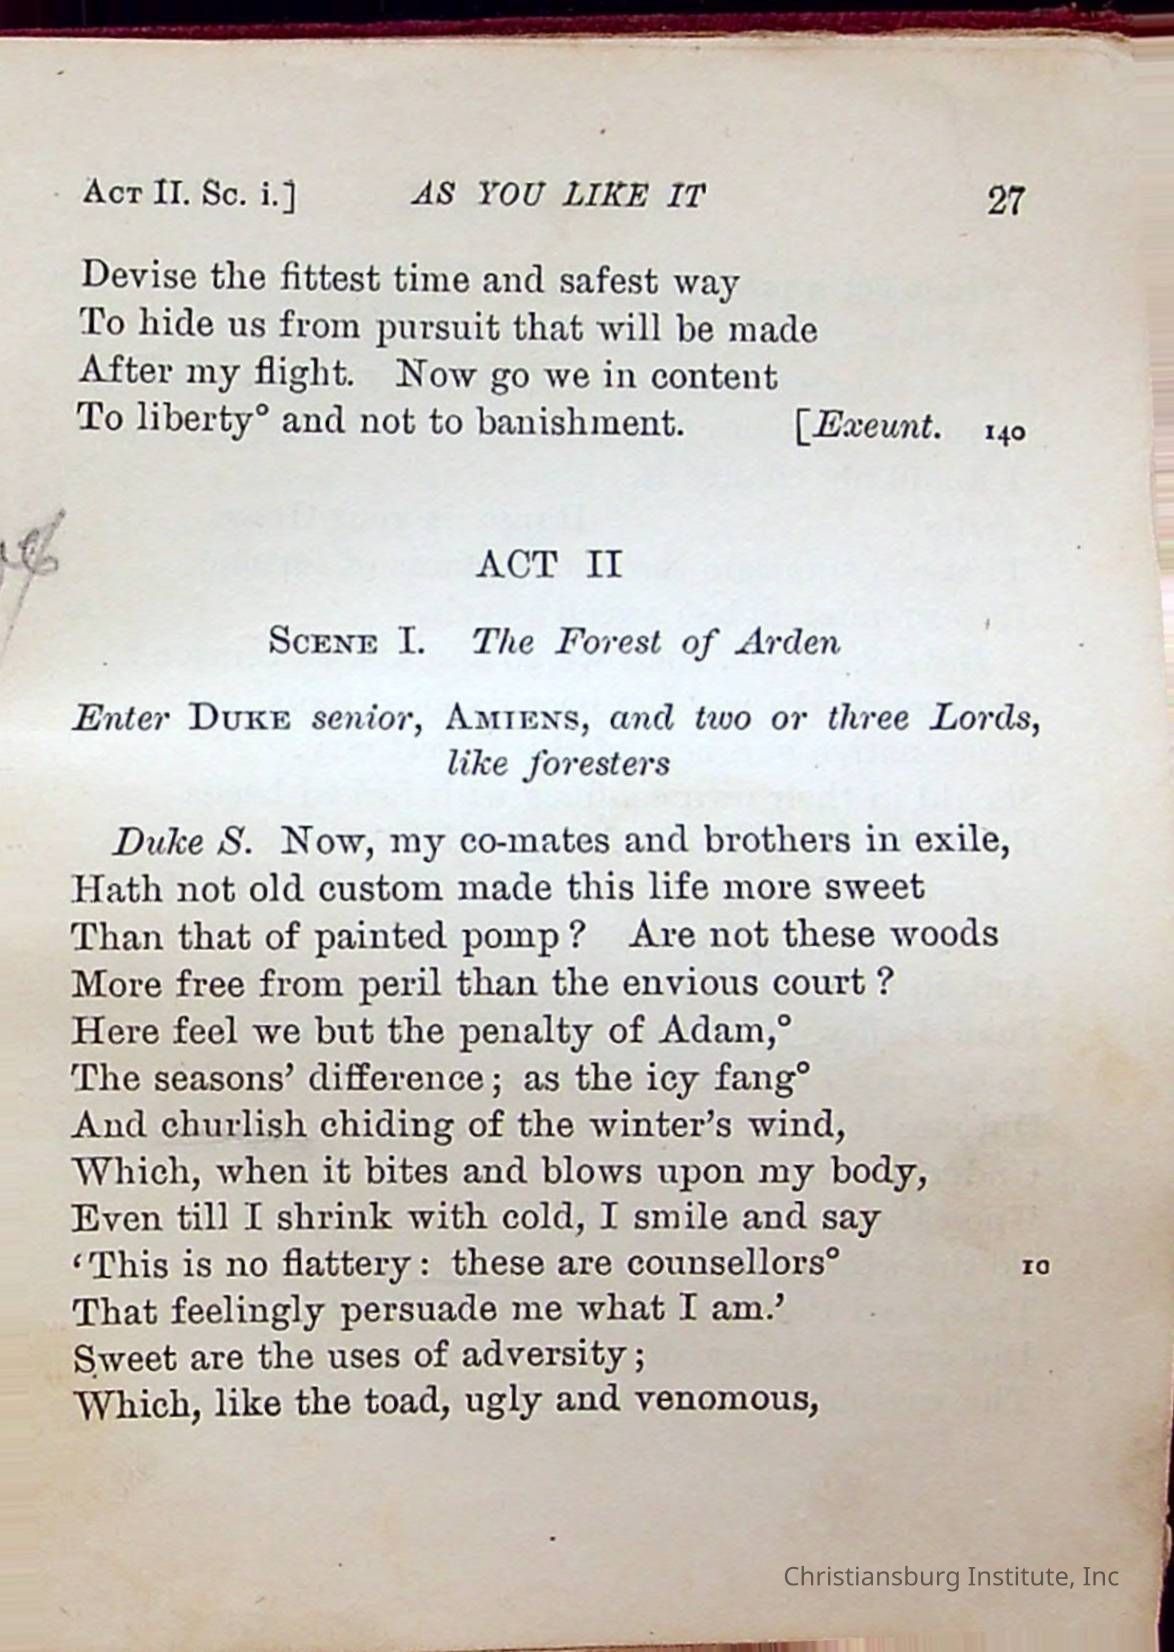 Act II. Sc. i.] AS YOU LIKE IT 27
Devise the fittest time and safest way
To hide us from pursuit that will be made
After my flight. Now go we in content
To liberty° and not to banishment. [Exeunt. 140
ACT II
Scene I. The Forest of Arden
Enter Duke senior, Amiens, and two or three Lords,
like foresters
Duke S. Now, my co-mates and brothers in exile,
Hath not old custom made this life more sweet
Than that of painted pomp? Are not these woods
More free from peril than the envious court?
Here feel we but the penalty of Adam,°
The seasons’ difference; as the icy fang°
And churlish chiding of the winter’s wind,
Which, when it bites and blows upon my body,
Even till I shrink with cold, I smile and say
‘This is no flattery: these are counsellors° 10
That feelingly persuade me what I am.’
Sweet are the uses of adversity;
Which, like the toad, ugly and venomous,
Christiansburg Institute, Inc